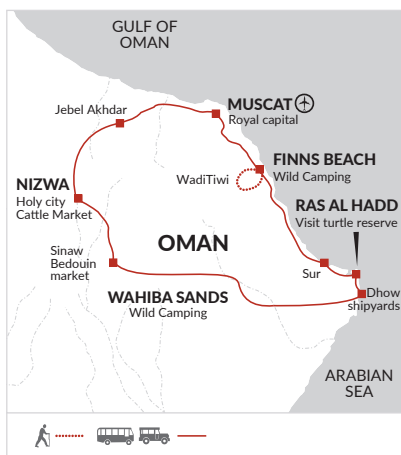 GULF OF
OMAN
Jebel Akhdar
MUSCAT
Royal capital
FINNS BEACH
Wild Camping
WadiTiwi
RAS AL HADD
Visit turtle reserve
NIZWA
Holy city
Cattle Market
OMAN
Sinaw
Bedouin
market
Sur
WAHIBA SANDS
Wild Camping
Dhow
shipyards
ARABIAN
SEA